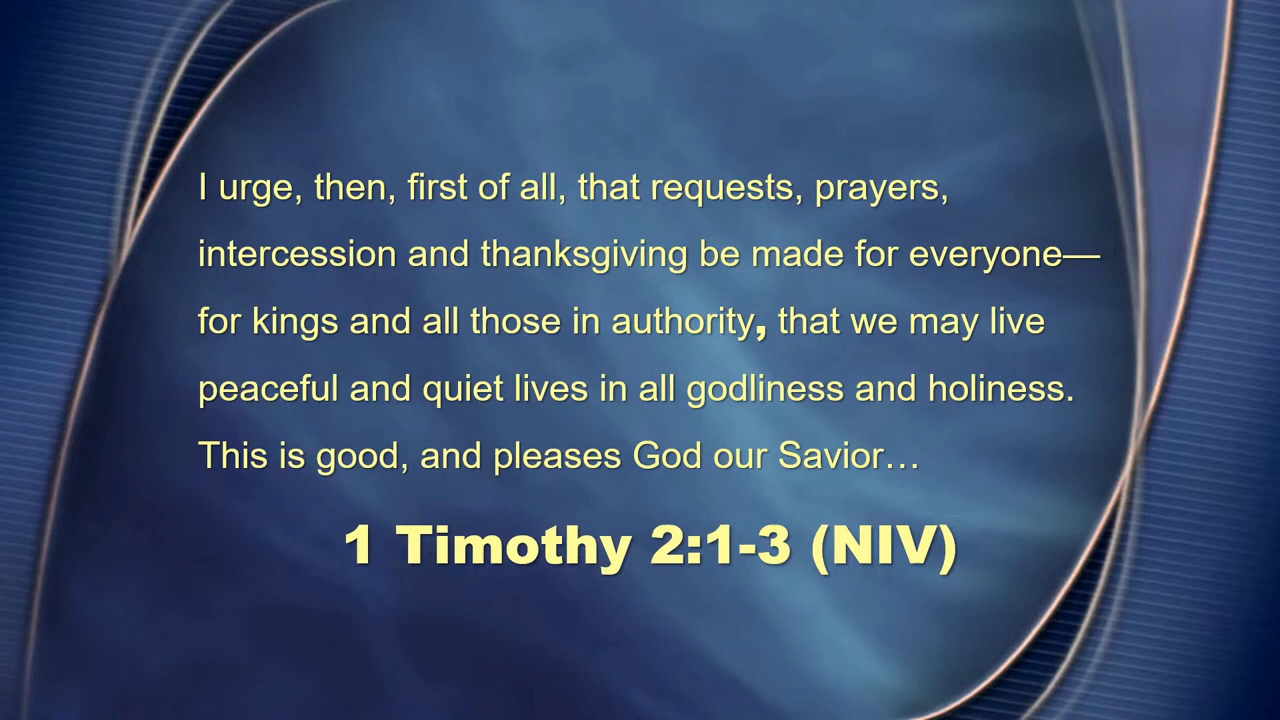 I urge, then, first of all, that requests, prayers,
intercession and thanksgiving be made for everyone—
for kings and all those in authority, that we may live
peaceful and quiet lives in all godliness and holiness.
This is good, and pleases God our Savior…
1 Timothy 2:1-3 (NIV)